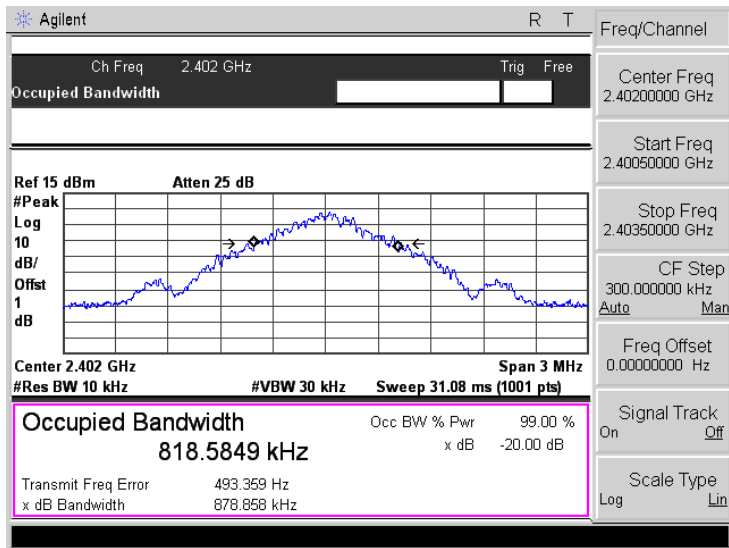 Agilent
R T
Ch Freq 2.402 GHz Trig Free
Occupied Bandwidth
Ref 15 dBm Atten 25 dB
#Peak
Log
10
dB/
Offst
1
dB
Center 2.402 GHz Span 3 MHz
#Res BW 10 kHz #VBW 30 kHz Sweep 31.08 ms (1001 pts)
Occupied Bandwidth
818.5849 kHz
Occ BW % Pwr 99.00 %
x dB -20.00 dB
Transmit Freq Error 493.359 Hz
x dB Bandwidth 878.858 kHz
Freq/Channel
Center Freq
2.40200000 GHz
Start Freq
2.40050000 GHz
Stop Freq
2.40350000 GHz
CF Step
300.000000 kHz
Auto Man
Freq Offset
0.00000000 Hz
Signal Track
On Off
Scale Type
Log Lin